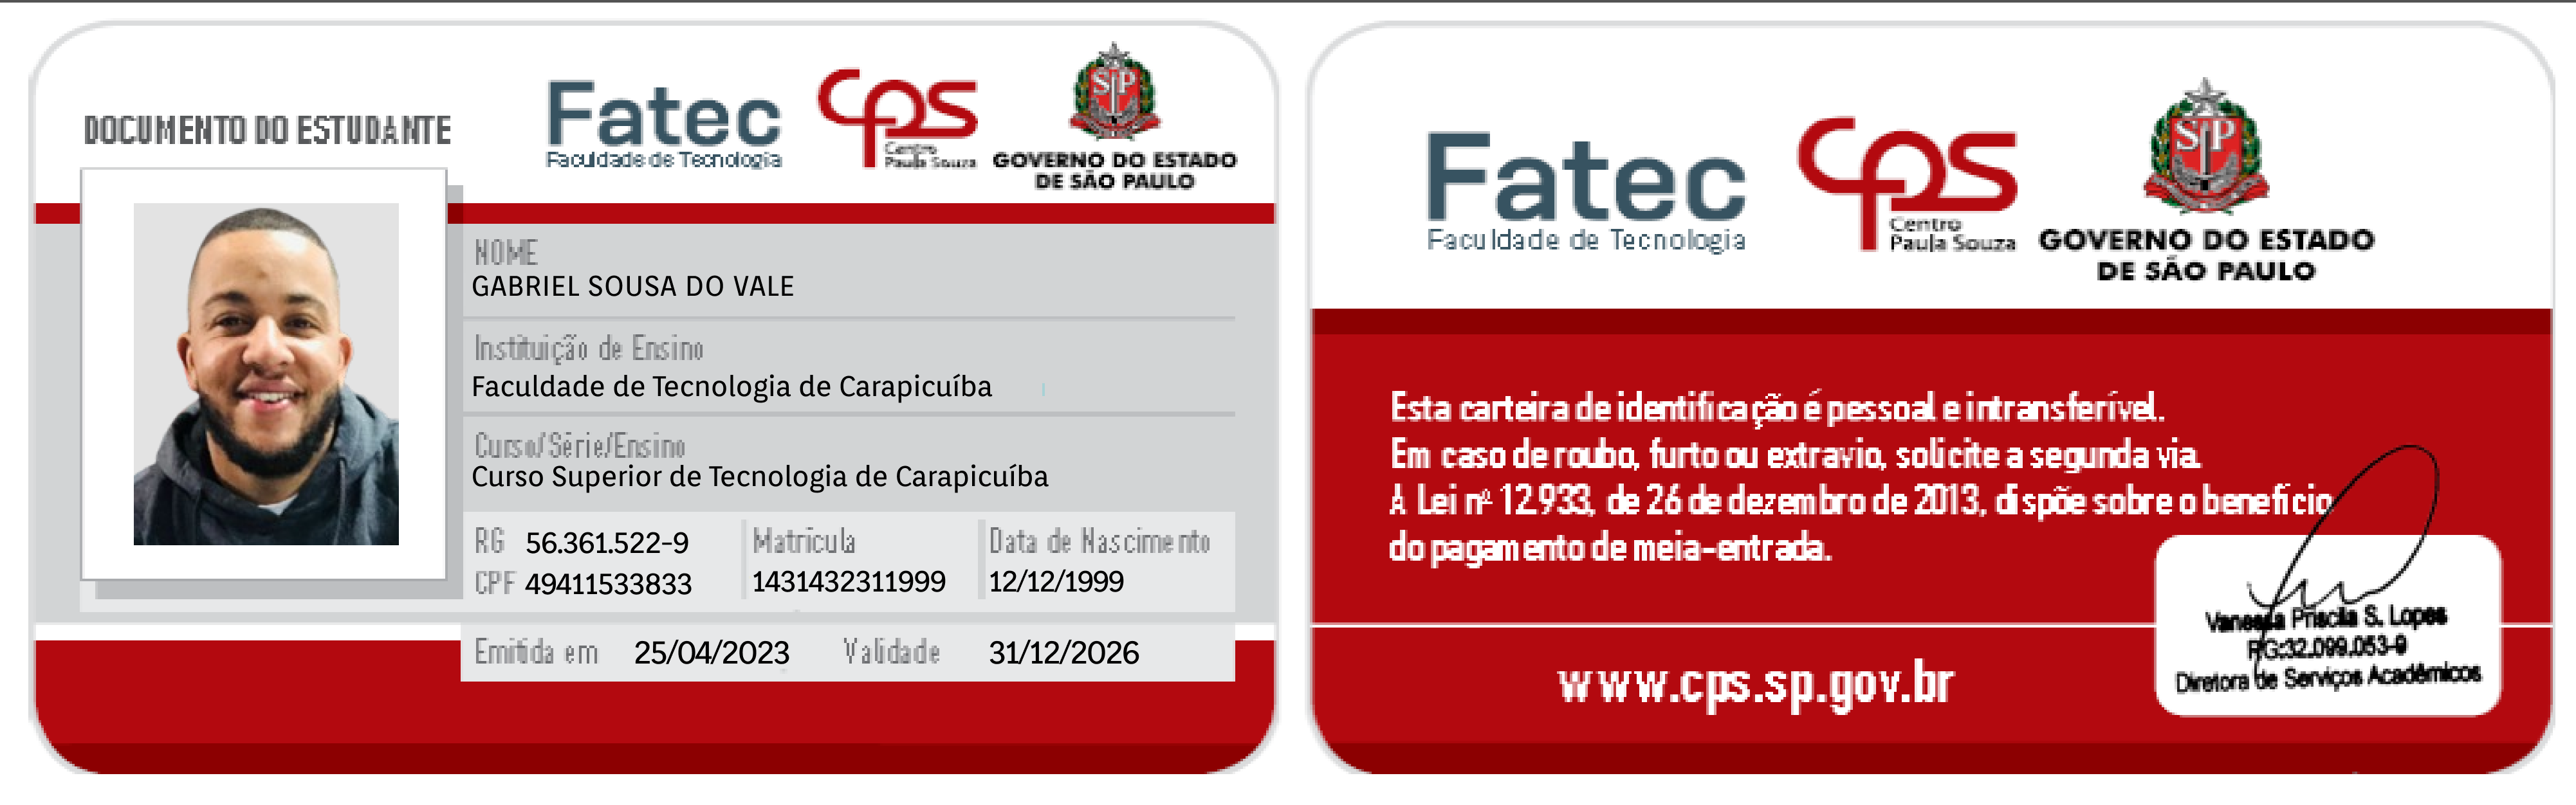 DOCUMENTO DO ESTUDANTE
Fatec
Faculdade de Tecnologia
cps
Centro
Paula Souza
SP
GOVERNO DO ESTADO
DE SÃO PAULO
NOME
GABRIEL SOUSA DO VALE
Instituição de Ensino
Faculdade de Tecnologia de Carapicuíba
Curso/Série/Ensino
Curso Superior de Tecnologia de Carapicuíba
RG 56.361.522-9
CPF 49411533833
Matricula
1431432311999
Data de Nascimento
12/12/1999
Emitida em 25/04/2023 Validade 31/12/2026
Fatec
Faculdade de Tecnologia
cps
Centro
Paula Souza
SP
GOVERNO DO ESTADO
DE SÃO PAULO
Esta carteira de identificação é pessoal e intransferível.
Em caso de roubo, furto ou extravio, solicite a segunda via.
A Lei nº 12.933, de 26 de dezembro de 2013, dispõe sobre o benefício
do pagamento de meia-entrada.
www.cps.sp.gov.br
Vanessa Priscila S. Lopes
RG:32.099.053-9
Diretora de Serviços Acadêmicos